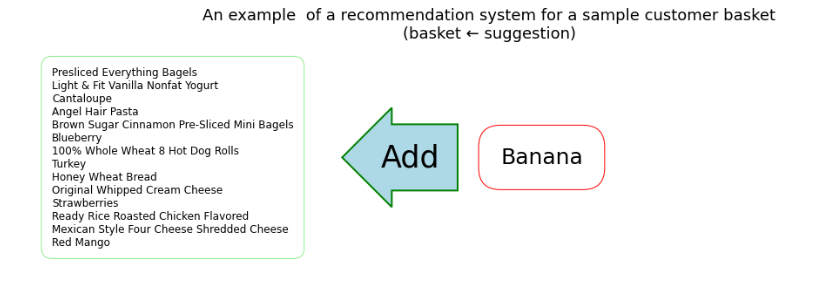 An example  of a recommendation system for a sample customer basket
(basket ← suggestion)
Presliced Everything Bagels
Light & Fit Vanilla Nonfat Yogurt
Cantaloupe
Angel Hair Pasta
Brown Sugar Cinnamon Pre-Sliced Mini Bagels
Blueberry
100% Whole Wheat 8 Hot Dog Rolls
Turkey
Honey Wheat Bread
Original Whipped Cream Cheese
Strawberries
Ready Rice Roasted Chicken Flavored
Mexican Style Four Cheese Shredded Cheese
Red Mango
Add
Banana